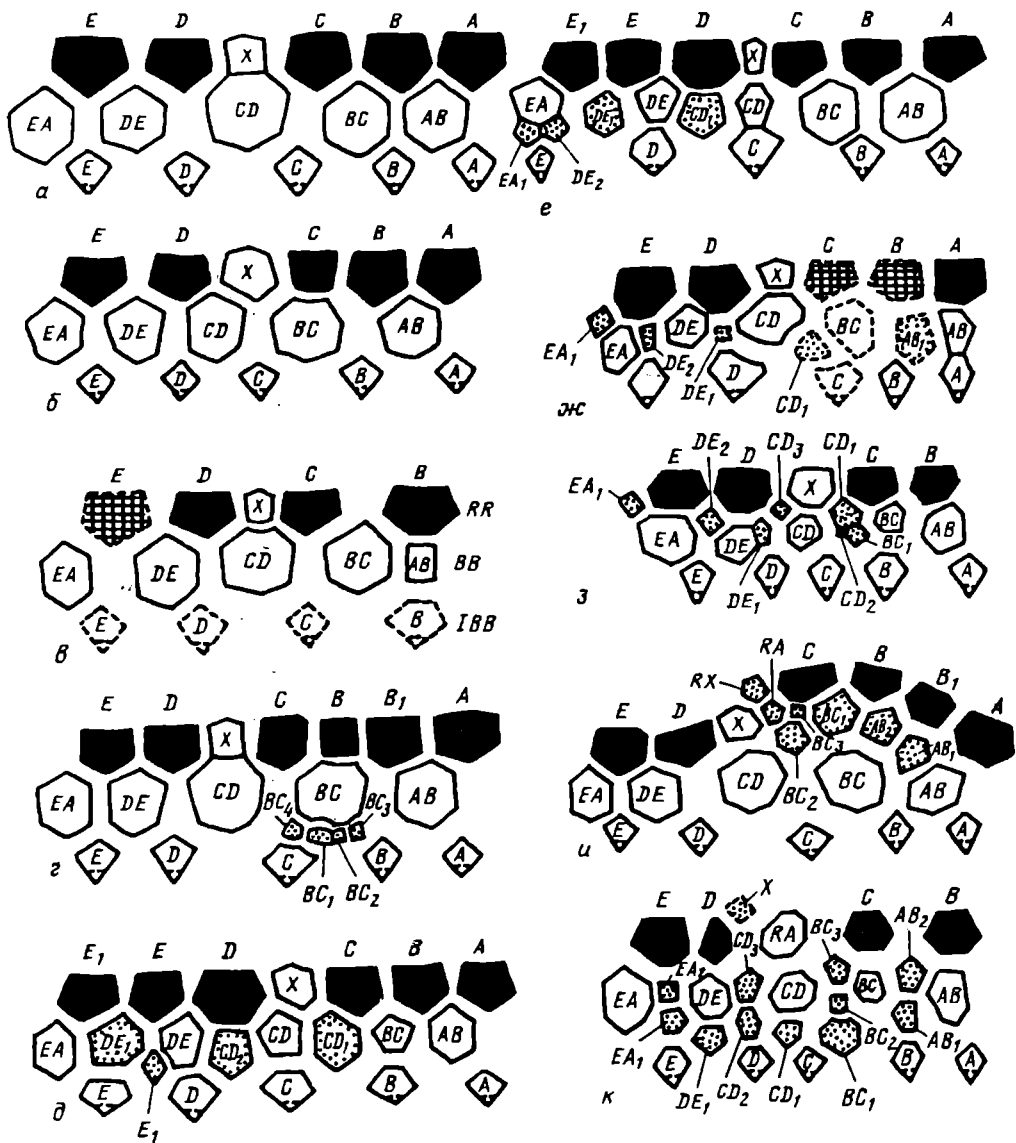 E D C B A
X
EA DE CD BC AB
E D C B A
а
E D C B A
X
EA DE CD BC AB
E D C B A
б
E D C B
X RR
EA DE CD BC AB BB
E D C B IBB
в
E D C B B₁ A
X
EA DE CD BC AB
BC₄ BC₃
E D C B A
г BC₁ BC₂
E₁ E D C B A
X
EA DE₁ DE CD₂ CD CD₁ BC AB
E D C B A
д E₁
E₁ E D C B A
X
EA DE₁ DE CD₁ CD BC AB
E D C B A
EA₁ DE₂
е
E D C B A
X
EA₁ EA DE CD BC AB₁ AB
DE₂ DE₁ D CD₁ C B A
ж
DE₂ CD₃ CD₁
E D C B
EA₁ X
EA DE CD BC AB
BC₁
E D C B A
з DE₁ CD₂
RA C B
RX B₁ A
E D X BC₁ AB₂ AB₁
BC₃
EA DE CD BC₂ BC AB
E D C B A
и
X
E D BC₃ C AB₂ B
CD₃ RA
EA₁
EA DE CD BC AB
EA₁ E D C BC₂ B AB₁ A
к DE₁ CD₂ CD₁ BC₁